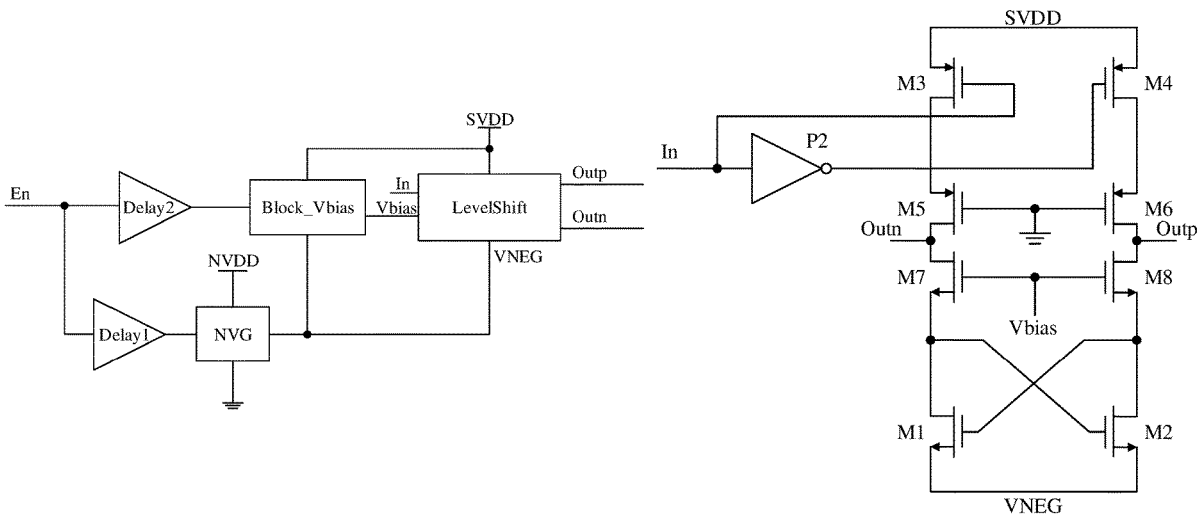 En
Delay2
Block_Vbias
SVDD
In
Vbias
LevelShift
Outp
Outn
VNEG
NVDD
Delay1
NVG
SVDD
M3
M4
In
P2
M5
M6
Outn
Outp
M7
M8
Vbias
M1
M2
VNEG